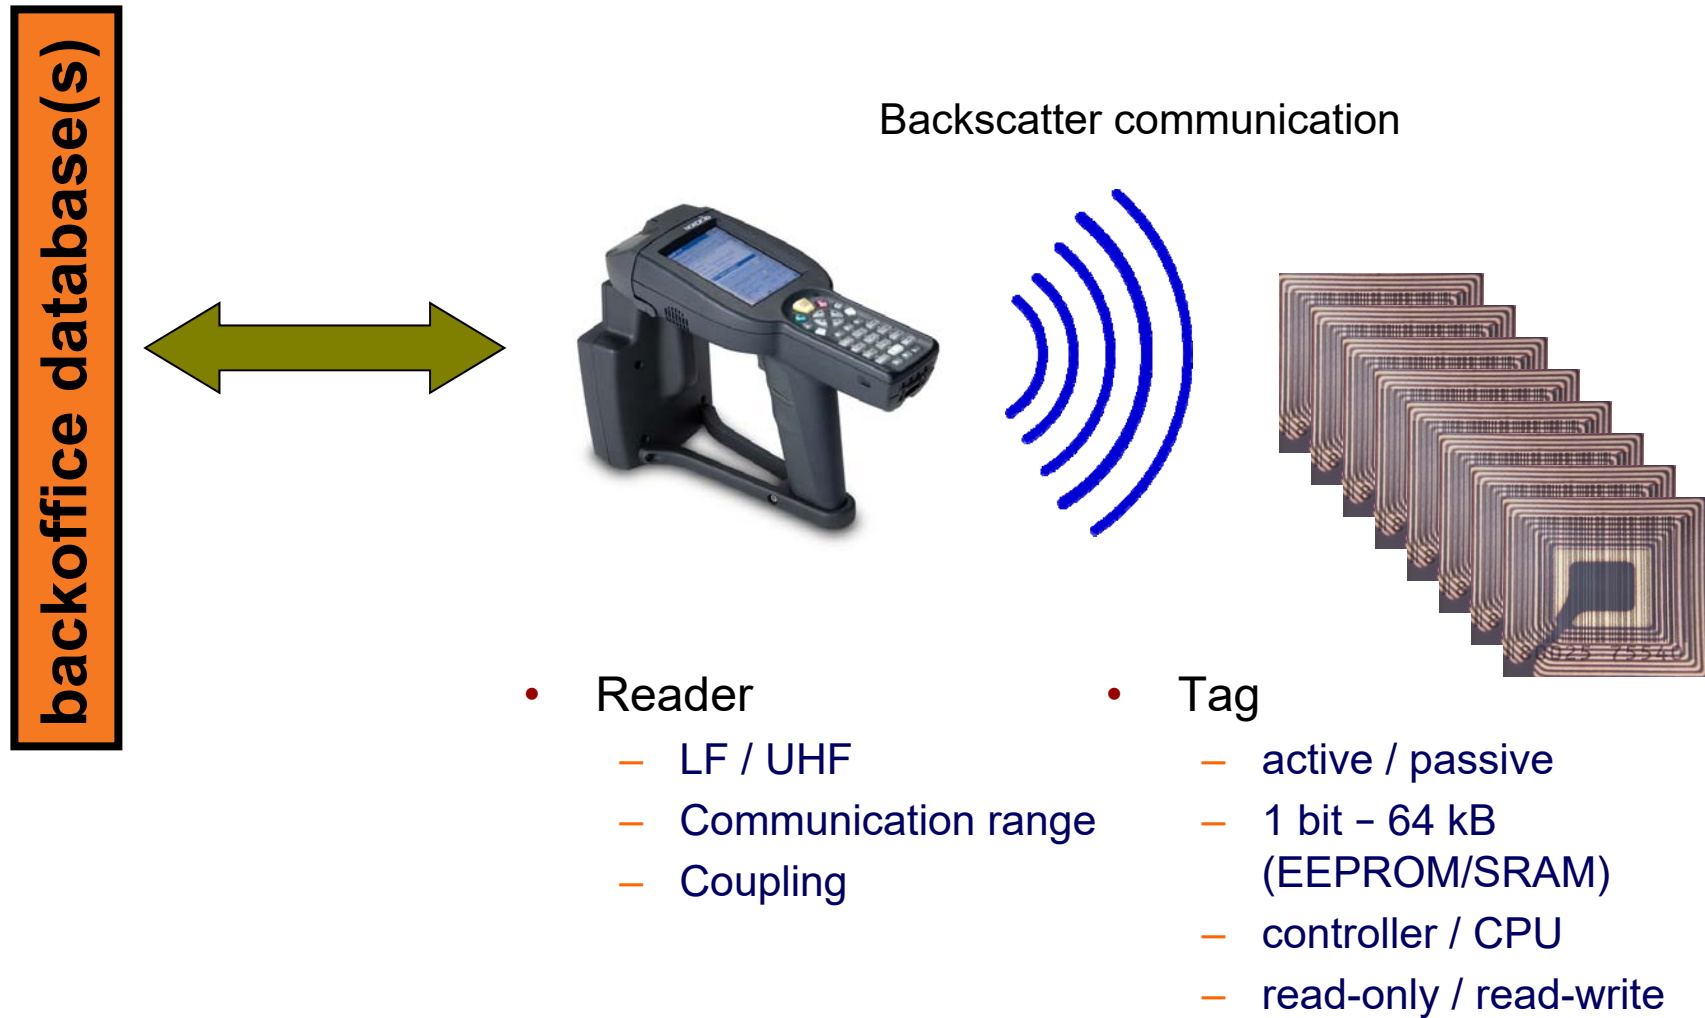 backoffice database(s)
Backscatter communication
• Reader
– LF / UHF
– Communication range
– Coupling
• Tag
– active / passive
– 1 bit – 64 kB
(EEPROM/SRAM)
– controller / CPU
– read-only / read-write